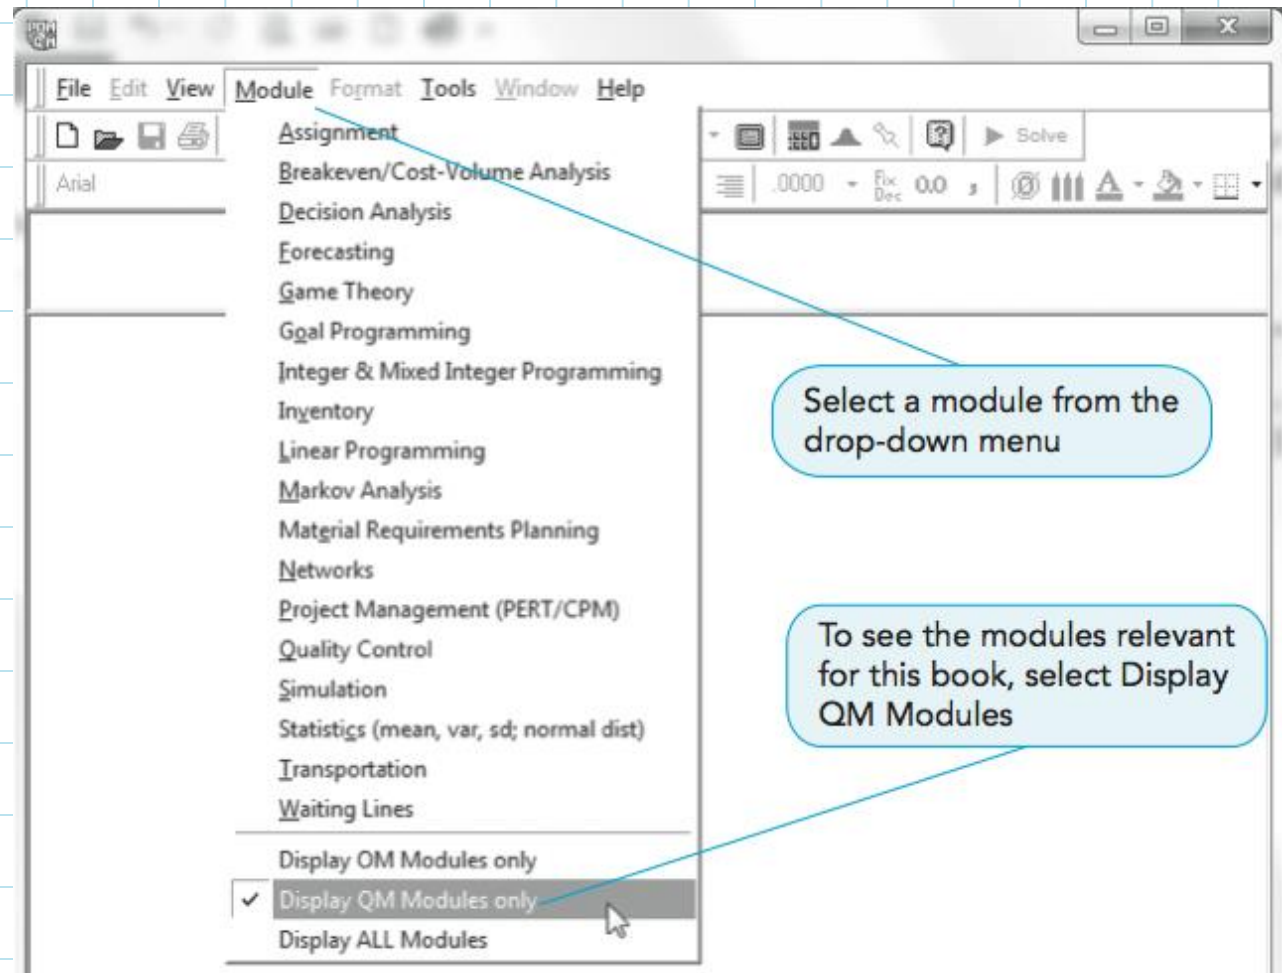 POM
QM
File Edit View Module Format Tools Window Help
Solve
Arial
.0000 Fix Dec 0.0 ,
Assignment
Breakeven/Cost-Volume Analysis
Decision Analysis
Forecasting
Game Theory
Goal Programming
Integer & Mixed Integer Programming
Inventory
Linear Programming
Markov Analysis
Material Requirements Planning
Networks
Project Management (PERT/CPM)
Quality Control
Simulation
Statistics (mean, var, sd; normal dist)
Transportation
Waiting Lines
Display OM Modules only
Display QM Modules only
Display ALL Modules
Select a module from the
drop-down menu
To see the modules relevant
for this book, select Display
QM Modules